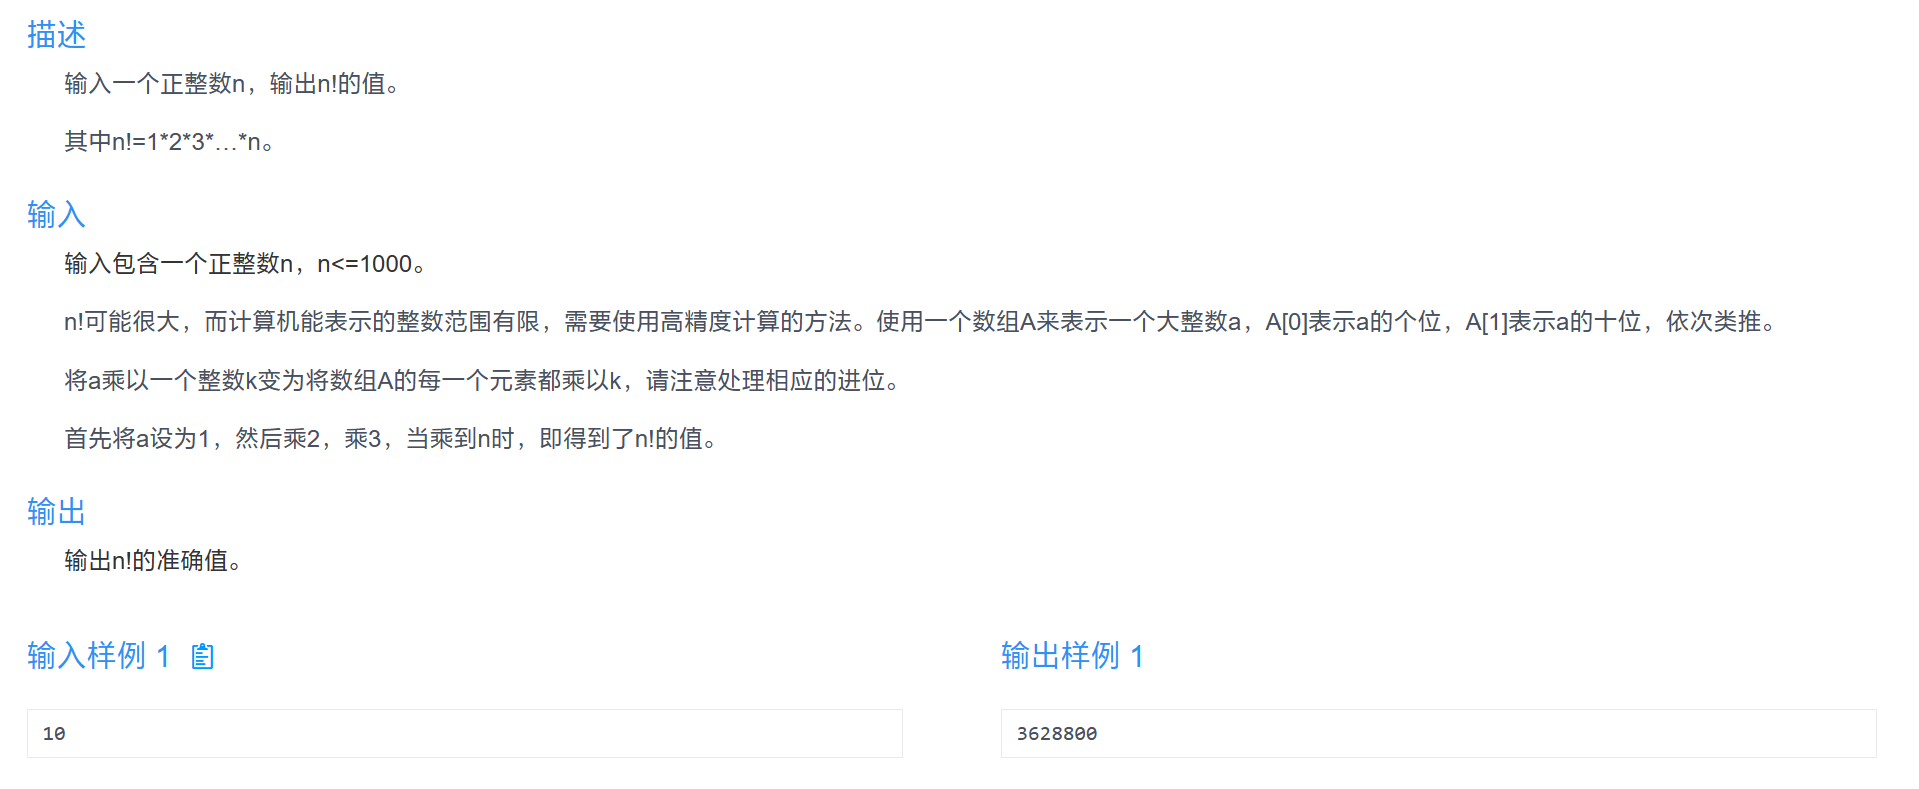 描述
输入一个正整数n，输出n!的值。
其中n!=1*2*3*…*n。
输入
输入包含一个正整数n，n<=1000。
n!可能很大，而计算机能表示的整数范围有限，需要使用高精度计算的方法。使用一个数组A来表示一个大整数a，A[0]表示a的个位，A[1]表示a的十位，依次类推。
将a乘以一个整数k变为将数组A的每一个元素都乘以k，请注意处理相应的进位。
首先将a设为1，然后乘2，乘3，当乘到n时，即得到了n!的值。
输出
输出n!的准确值。
输入样例 1
输出样例 1
10
3628800